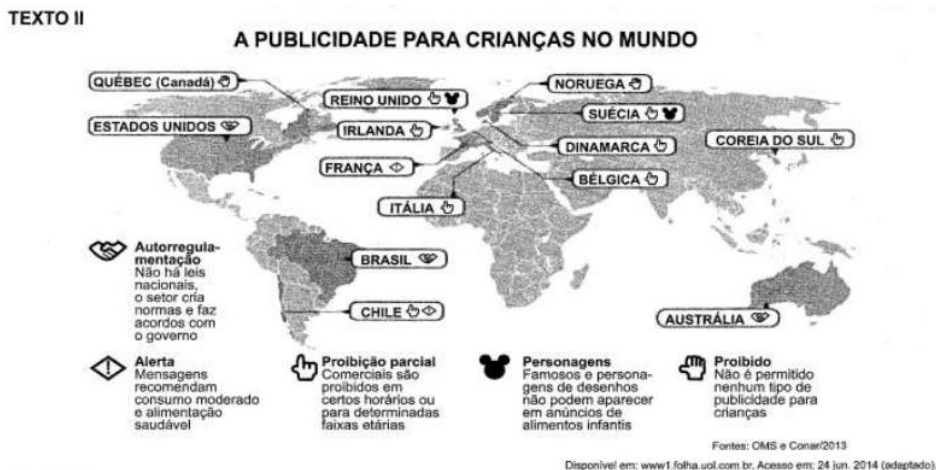 TEXTO II
A PUBLICIDADE PARA CRIANÇAS NO MUNDO
QUÉBEC (Canadá)
NORUEGA
REINO UNIDO
SUÉCIA
ESTADOS UNIDOS
IRLANDA
DINAMARCA
COREIA DO SUL
FRANÇA
BÉLGICA
ITÁLIA
BRASIL
CHILE
AUSTRÁLIA
Autorregula-
mentação
Não há leis
nacionais,
o setor cria
normas e faz
acordos com
o governo
Alerta
Mensagens
recomendam
consumo moderado
e alimentação
saudável
Proibição parcial
Comerciais são
proibidos em
certos horários ou
para determinadas
faixas etárias
Personagens
Famosos e persona-
gens de desenhos
não podem aparecer
em anúncios de
alimentos infantis
Proibido
Não é permitido
nenhum tipo de
publicidade para
crianças
Fontes: OMS e Conar/2013
Disponível em: www1.folha.uol.com.br. Acesso em: 24 jun. 2014 (adaptado).